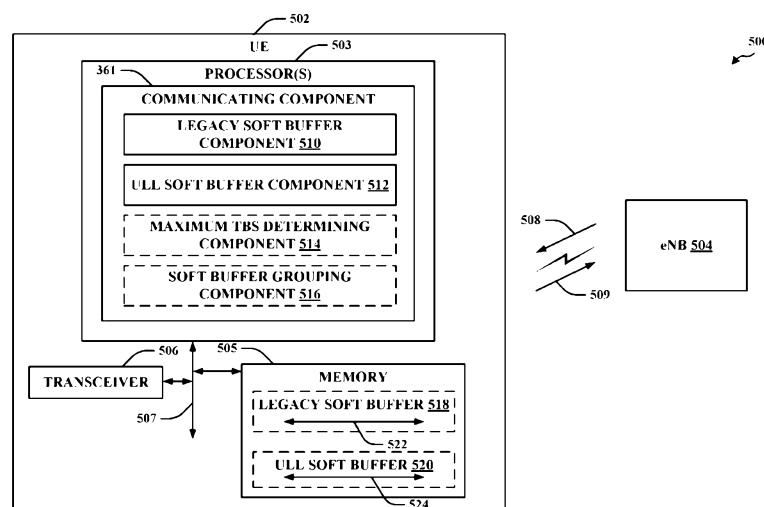 502
UE
503
500
361
PROCESSOR(S)
COMMUNICATING COMPONENT
LEGACY SOFT BUFFER
COMPONENT 510
ULL SOFT BUFFER COMPONENT 512
MAXIMUM TBS DETERMINING
COMPONENT 514
SOFT BUFFER GROUPING
COMPONENT 516
508
509
eNB 504
506
505
TRANSCEIVER
507
MEMORY
LEGACY SOFT BUFFER 518
522
ULL SOFT BUFFER 520
524